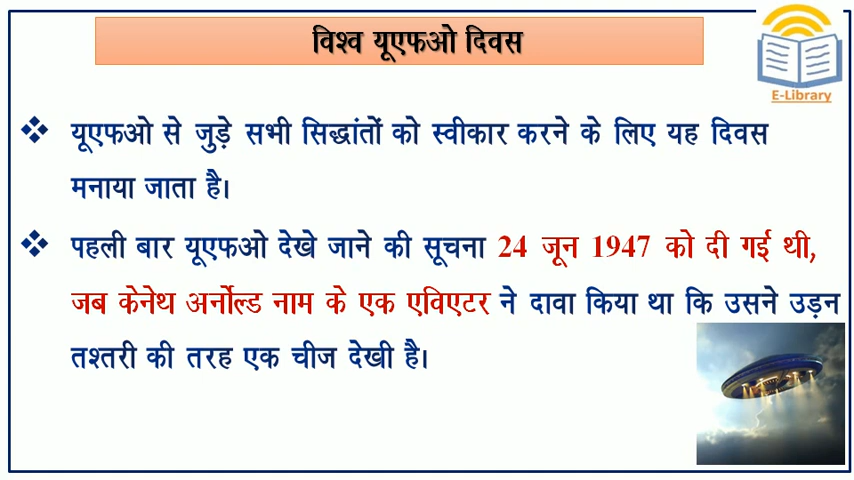 विश्व यूएफओ दिवस
E-Library
❖ यूएफओ से जुड़े सभी सिद्धांतों को स्वीकार करने के लिए यह दिवस
मनाया जाता है।
❖ पहली बार यूएफओ देखे जाने की सूचना 24 जून 1947 को दी गई थी,
जब केनेथ अर्नोल्ड नाम के एक एविएटर ने दावा किया था कि उसने उड़न
तश्तरी की तरह एक चीज देखी है।